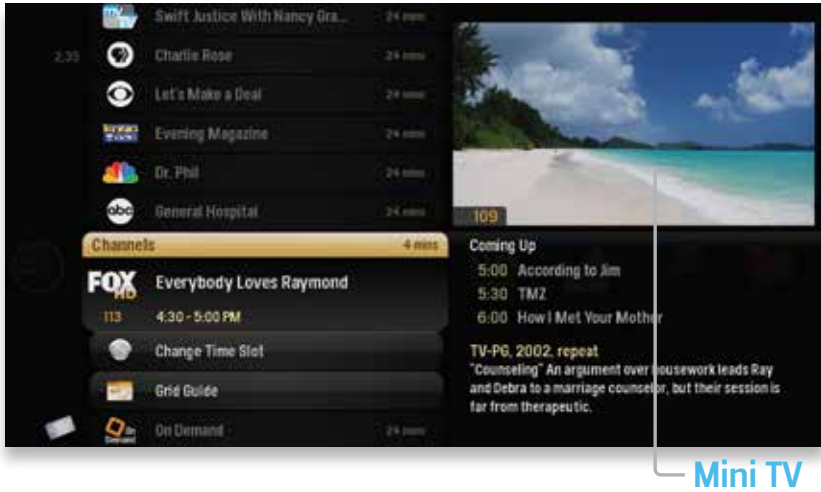 Swift Justice With Nancy Gra... 24 mins
2,35
Charlie Rose 24 mins
Let's Make a Deal 24 mins
Evening Magazine 24 mins
Dr. Phil 24 mins
abc General Hospital 24 mins
Channels 4 mins
FOX HD Everybody Loves Raymond
113 4:30 - 5:00 PM
Change Time Slot
Grid Guide
On Demand On Demand 24 mins
109
Coming Up
5:00 According to Jim
5:30 TMZ
6:00 How I Met Your Mother
TV-PG, 2002, repeat
"Counseling" An argument over housework leads Ray
and Debra to a marriage counselor, but their session is
far from therapeutic.
Mini TV